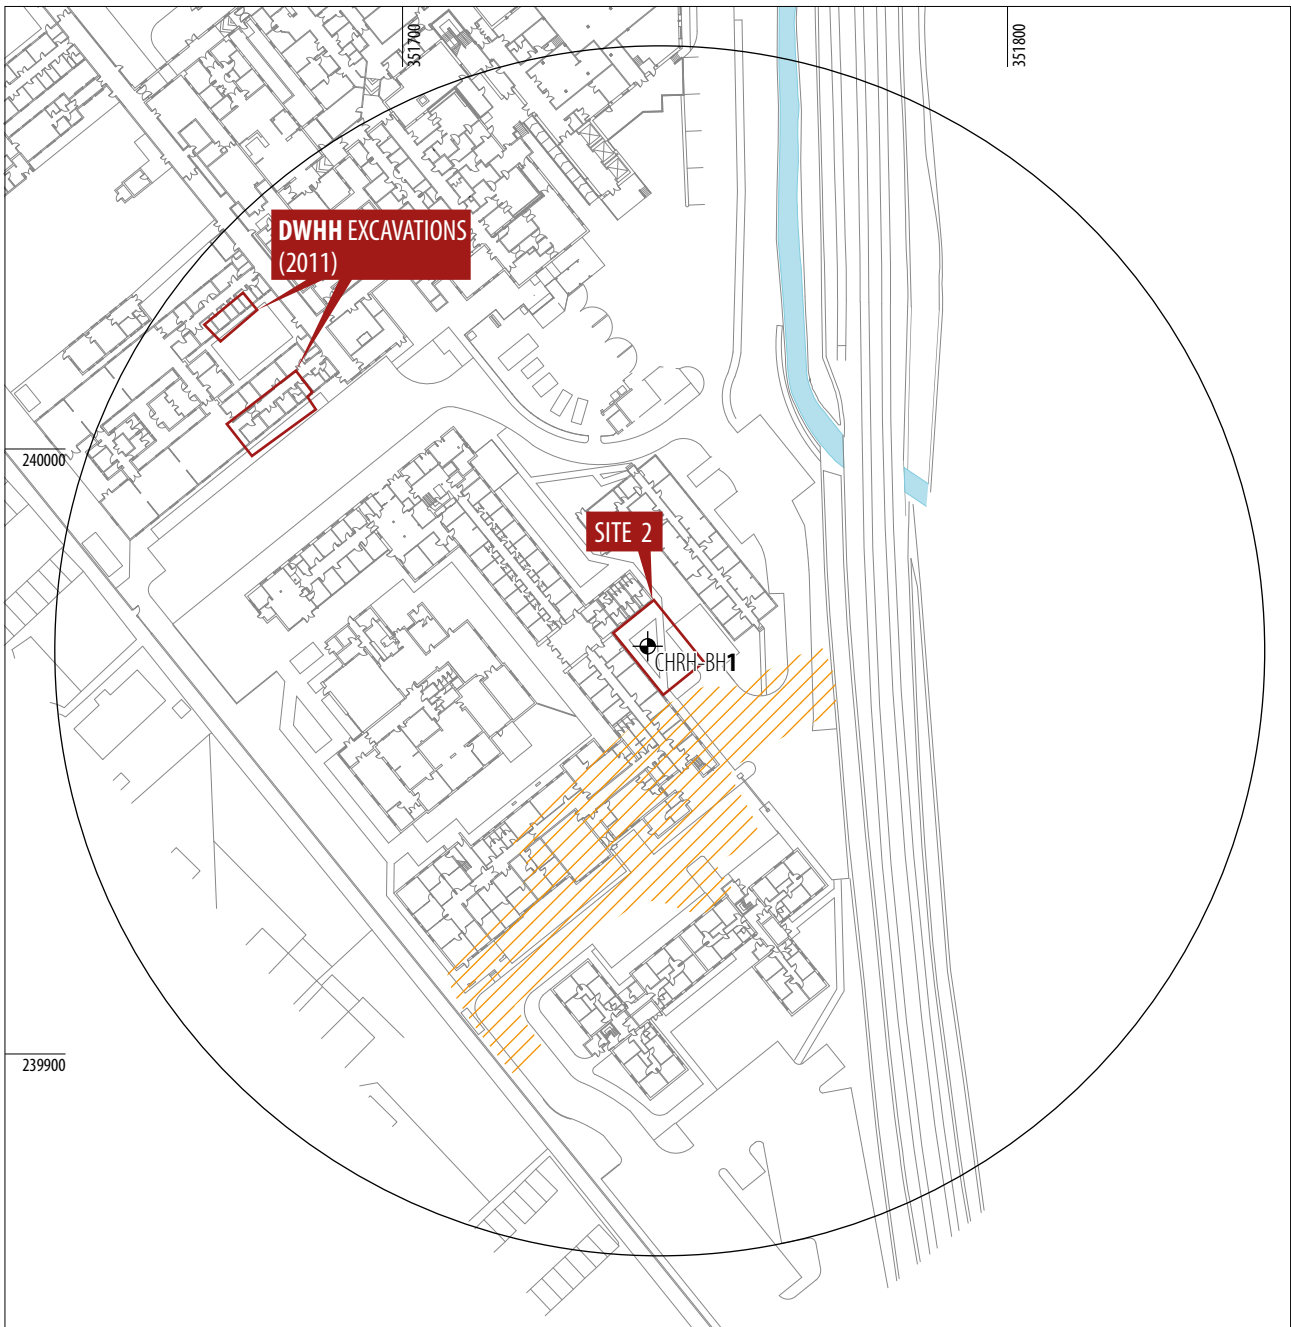 351700
351800
DWHH EXCAVATIONS
(2011)
240000
SITE 2
CHRH-BH1
239900